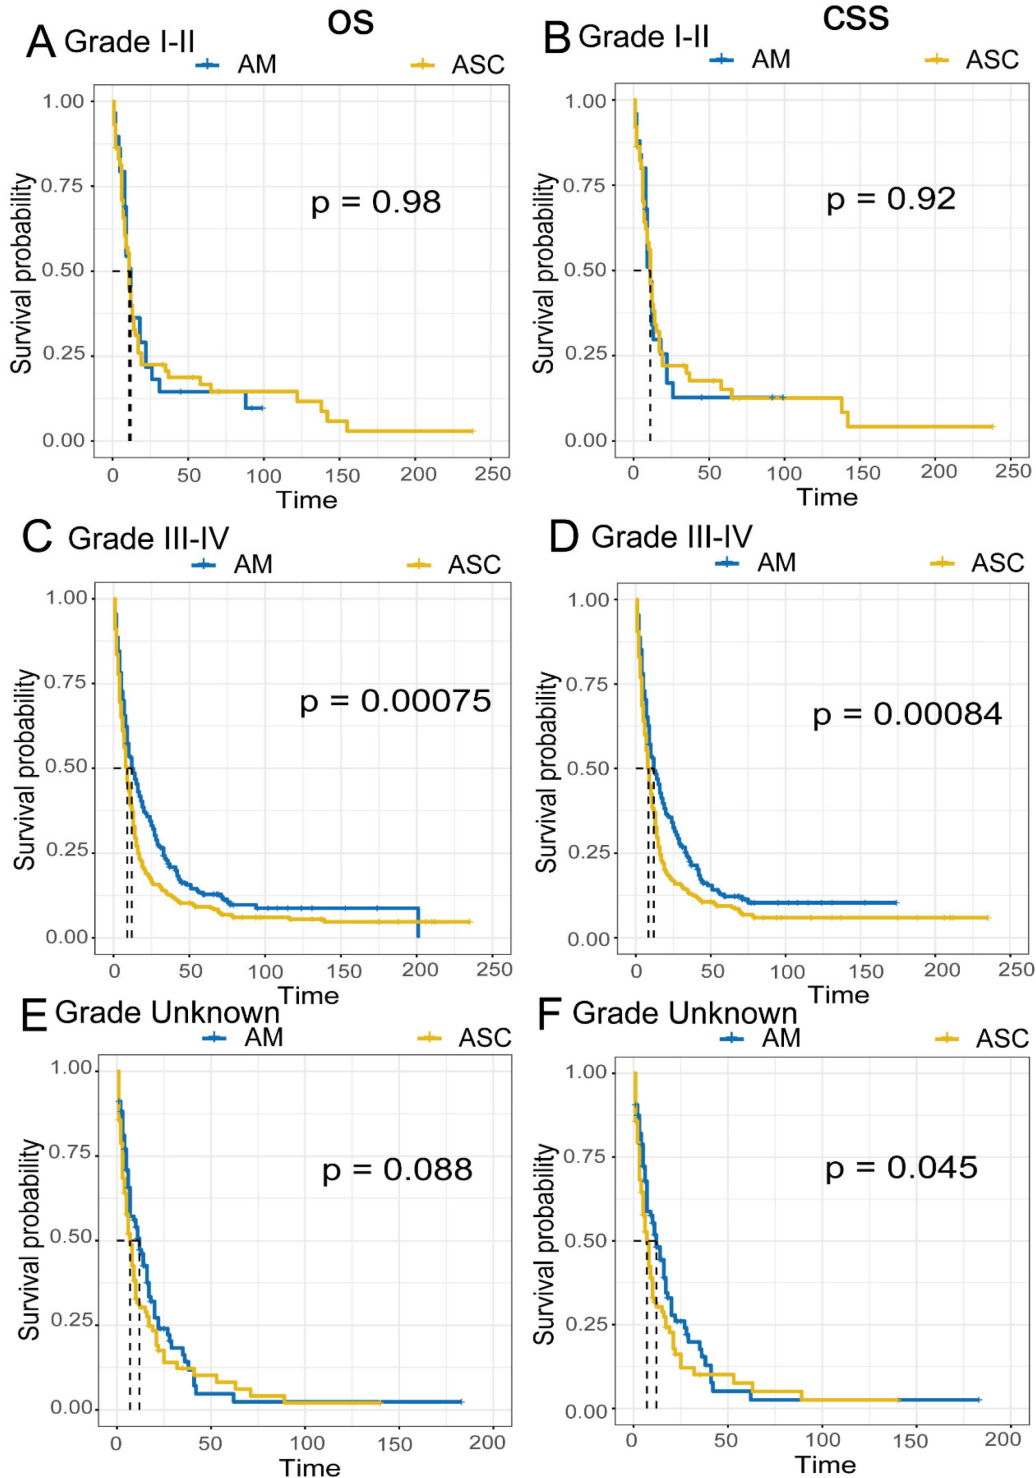 OS
CSS
A Grade I-II
AM ASC
1.00
0.75
0.50
0.25
0.00
Survival probability
p = 0.98
0 50 100 150 200 250
Time
B Grade I-II
AM ASC
1.00
0.75
0.50
0.25
0.00
Survival probability
p = 0.92
0 50 100 150 200 250
Time
C Grade III-IV
AM ASC
1.00
0.75
0.50
0.25
0.00
Survival probability
p = 0.00075
0 50 100 150 200 250
Time
D Grade III-IV
AM ASC
1.00
0.75
0.50
0.25
0.00
Survival probability
p = 0.00084
0 50 100 150 200 250
Time
E Grade Unknown
AM ASC
1.00
0.75
0.50
0.25
0.00
Survival probability
p = 0.088
0 50 100 150 200
Time
F Grade Unknown
AM ASC
1.00
0.75
0.50
0.25
0.00
Survival probability
p = 0.045
0 50 100 150 200
Time